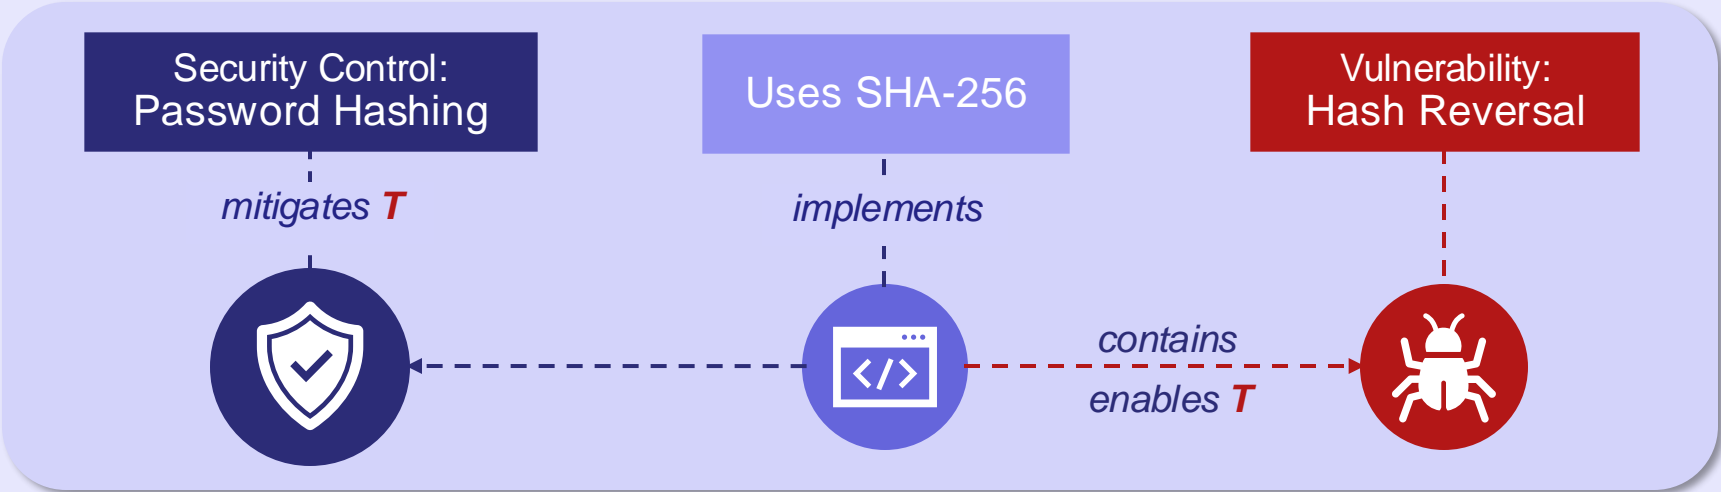 Security Control:
Password Hashing
Uses SHA-256
Vulnerability:
Hash Reversal
mitigates T
implements
contains
enables T